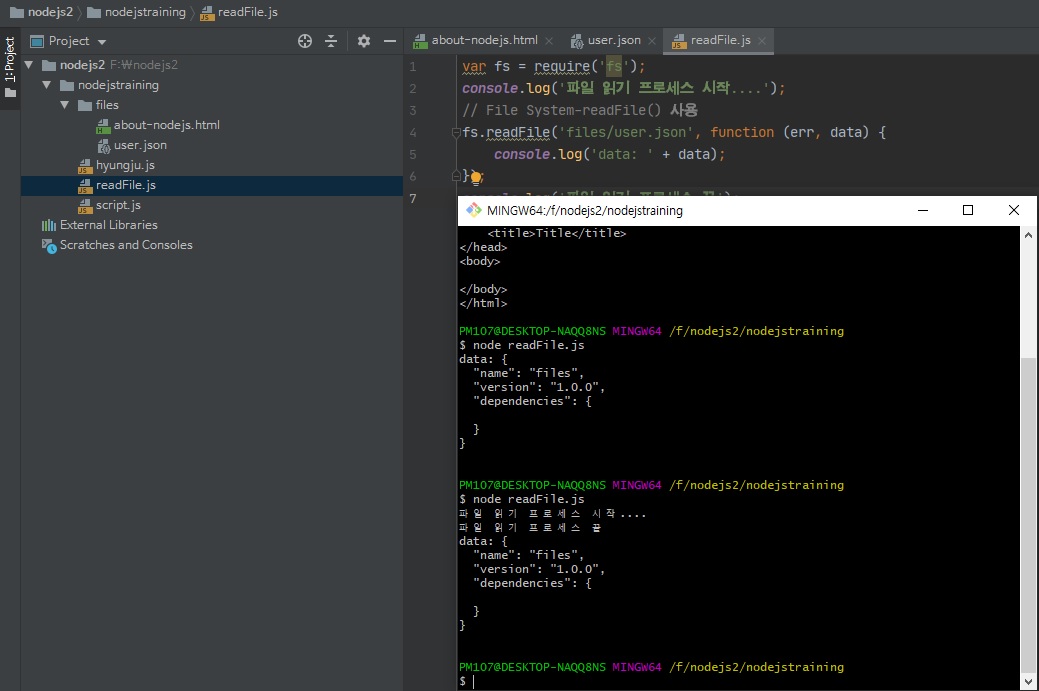 nodejs2 nodejstraining readFile.js
1: Project
Project
nodejs2 F:\nodejs2
nodejstraining
files
about-nodejs.html
user.json
hyungju.js
readFile.js
script.js
External Libraries
Scratches and Consoles
about-nodejs.html user.json readFile.js
1 var fs = require('fs');
2 console.log('파일 읽기 프로세스 시작....');
3 // File System-readFile() 사용
4 fs.readFile('files/user.json', function (err, data) {
5 console.log('data: ' + data);
6 });
7
MINGW64:/f/nodejs2/nodejstraining
<title>Title</title>
</head>
<body>
</body>
</html>
PM107@DESKTOP-NAQQ8NS MINGW64 /f/nodejs2/nodejstraining
$ node readFile.js
data: {
"name": "files",
"version": "1.0.0",
"dependencies": {
}
}
PM107@DESKTOP-NAQQ8NS MINGW64 /f/nodejs2/nodejstraining
$ node readFile.js
파일 읽기 프로세스 시작....
파일 읽기 프로세스 끝
data: {
"name": "files",
"version": "1.0.0",
"dependencies": {
}
}
PM107@DESKTOP-NAQQ8NS MINGW64 /f/nodejs2/nodejstraining
$